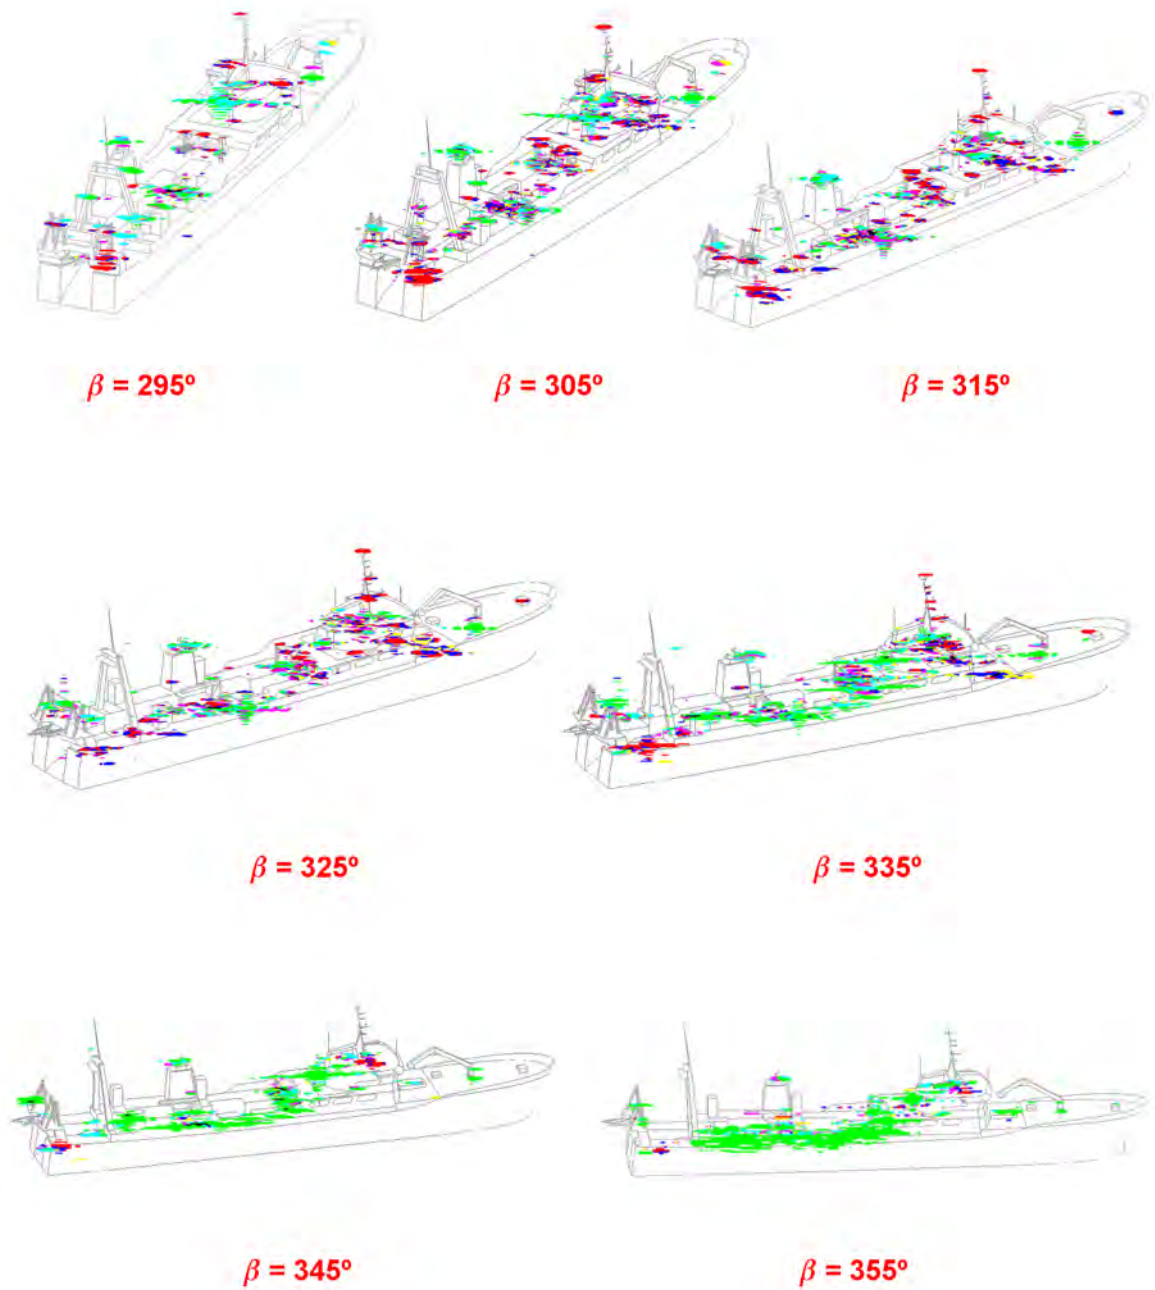 β = 295º
β = 305º
β = 315º
β = 325º
β = 335º
β = 345º
β = 355º